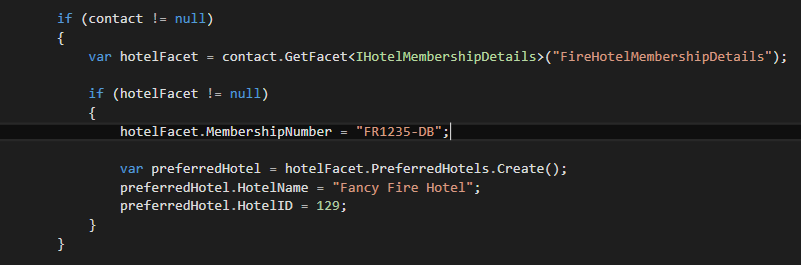 if (contact != null)
{
var hotelFacet = contact.GetFacet<IHotelMembershipDetails>("FireHotelMembershipDetails");
if (hotelFacet != null)
{
hotelFacet.MembershipNumber = "FR1235-DB";
var preferredHotel = hotelFacet.PreferredHotels.Create();
preferredHotel.HotelName = "Fancy Fire Hotel";
preferredHotel.HotelID = 129;
}
}